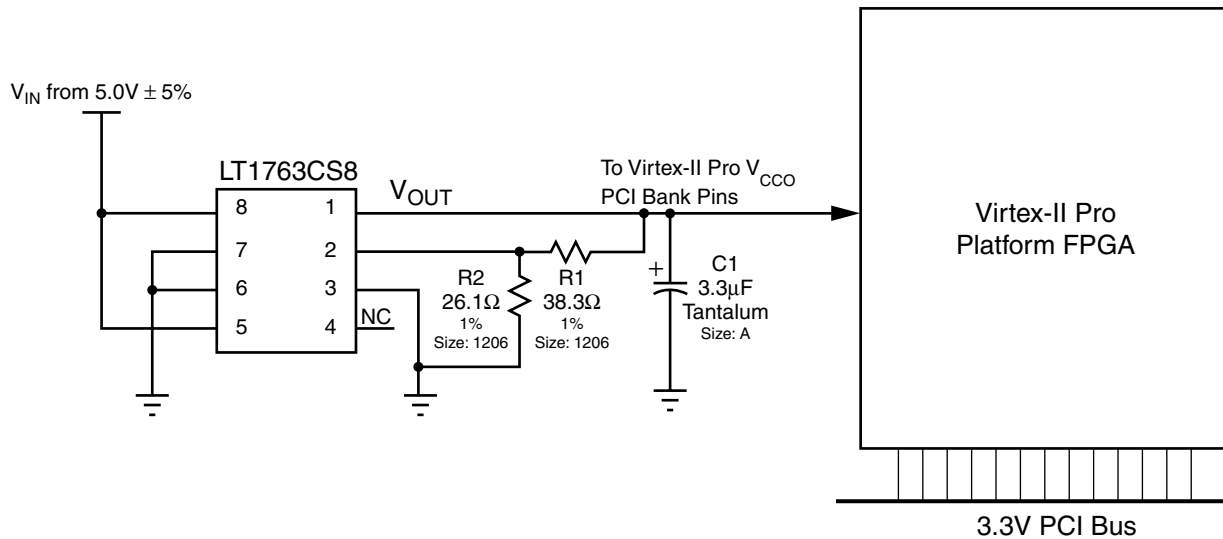 V_IN from 5.0V ± 5%
LT1763CS8
8 1
7 2
6 3
5 4
NC
V_OUT
To Virtex-II Pro V_CCO
PCI Bank Pins
R2
26.1Ω
1%
Size: 1206
R1
38.3Ω
1%
Size: 1206
+
C1
3.3μF
Tantalum
Size: A
Virtex-II Pro
Platform FPGA
3.3V PCI Bus